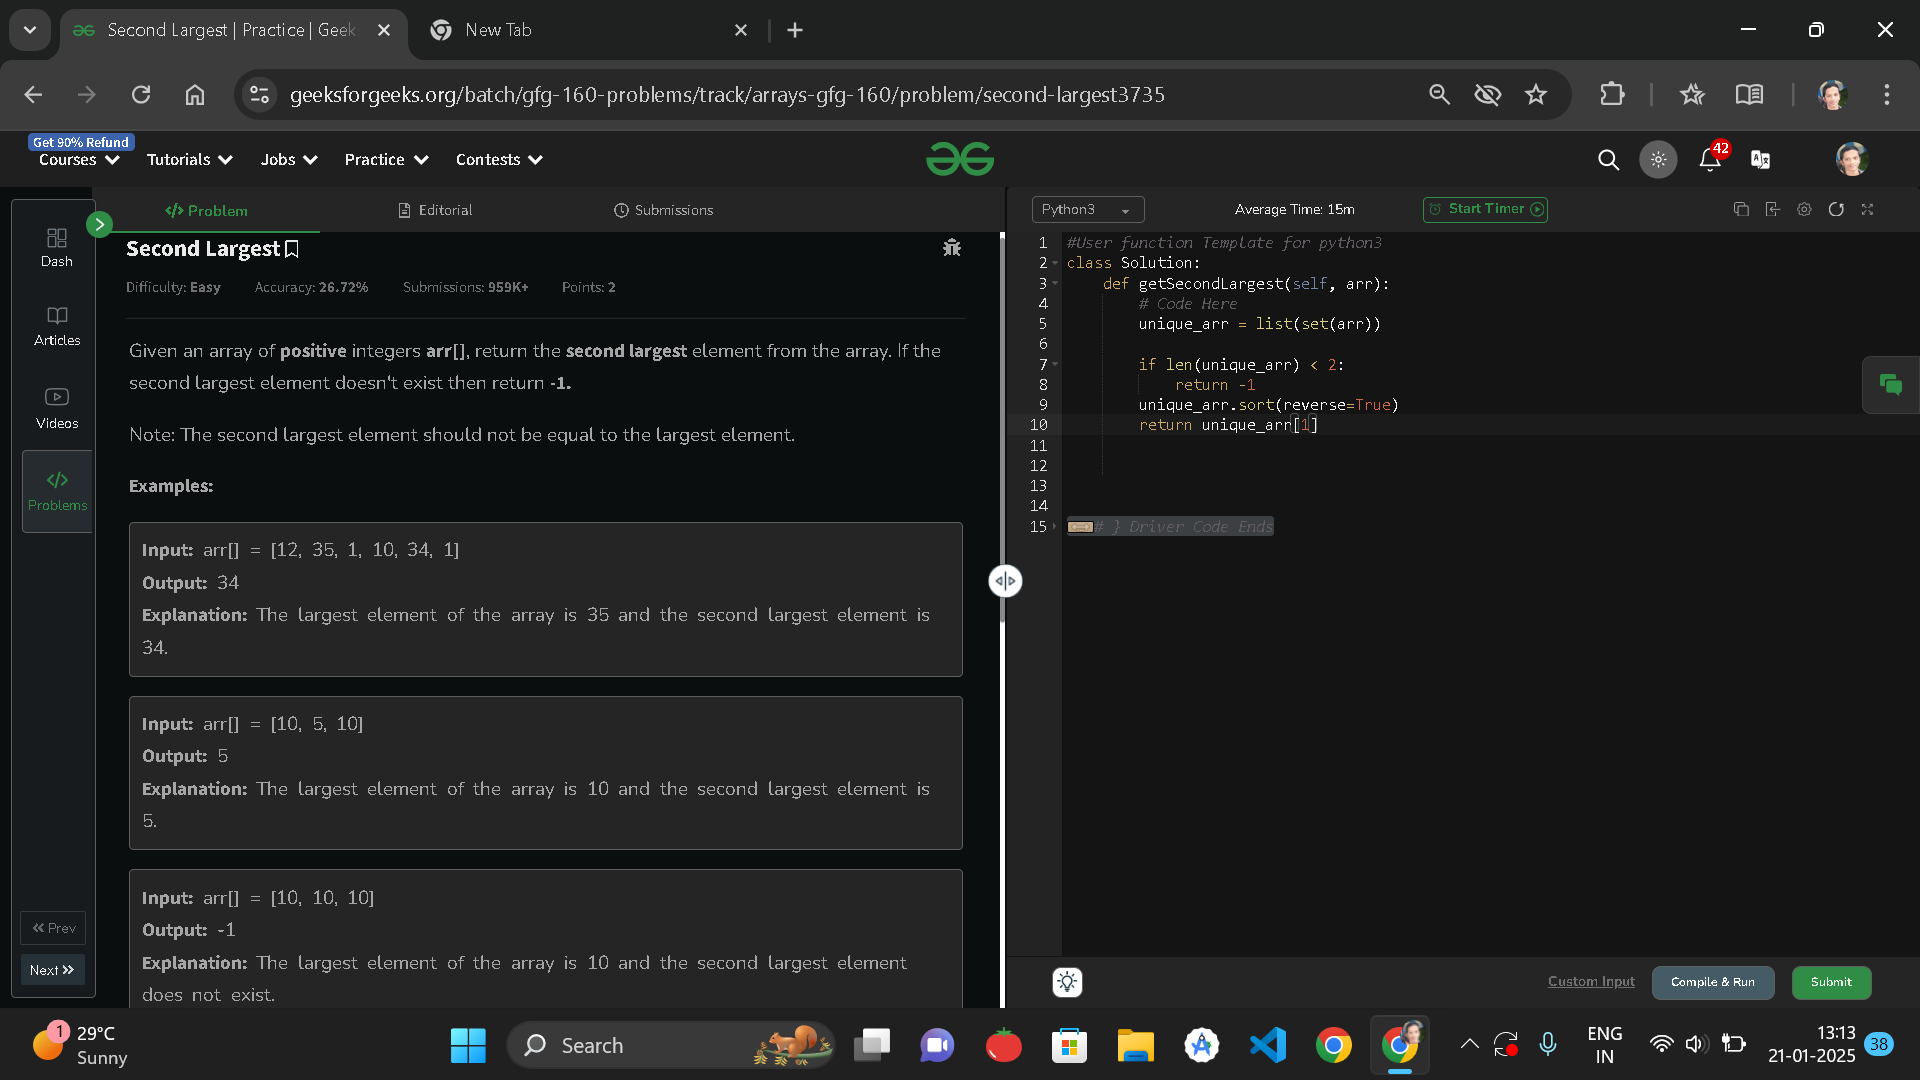 Second Largest | Practice | Geek
New Tab
geeksforgeeks.org/batch/gfg-160-problems/track/arrays-gfg-160/problem/second-largest3735
Get 90% Refund
Courses
Tutorials
Jobs
Practice
Contests
42
Dash
Articles
Videos
Problems
Prev
Next
Problem
Editorial
Submissions
Second Largest
Difficulty: Easy Accuracy: 26.72% Submissions: 959K+ Points: 2
Given an array of positive integers arr[], return the second largest element from the array. If the
second largest element doesn't exist then return -1.
Note: The second largest element should not be equal to the largest element.
Examples:
Input: arr[] = [12, 35, 1, 10, 34, 1]
Output: 34
Explanation: The largest element of the array is 35 and the second largest element is
34.
Input: arr[] = [10, 5, 10]
Output: 5
Explanation: The largest element of the array is 10 and the second largest element is
5.
Input: arr[] = [10, 10, 10]
Output: -1
Explanation: The largest element of the array is 10 and the second largest element
does not exist.
Python3
Average Time: 15m
Start Timer
1 #User function Template for python3
2 class Solution:
3 def getSecondLargest(self, arr):
4 # Code Here
5 unique_arr = list(set(arr))
6
7 if len(unique_arr) < 2:
8 return -1
9 unique_arr.sort(reverse=True)
10 return unique_arr[1]
11
12
13
14
15 # } Driver Code Ends
Custom Input
Compile & Run
Submit
1
29°C
Sunny
Search
ENG
IN
13:13
21-01-2025
38